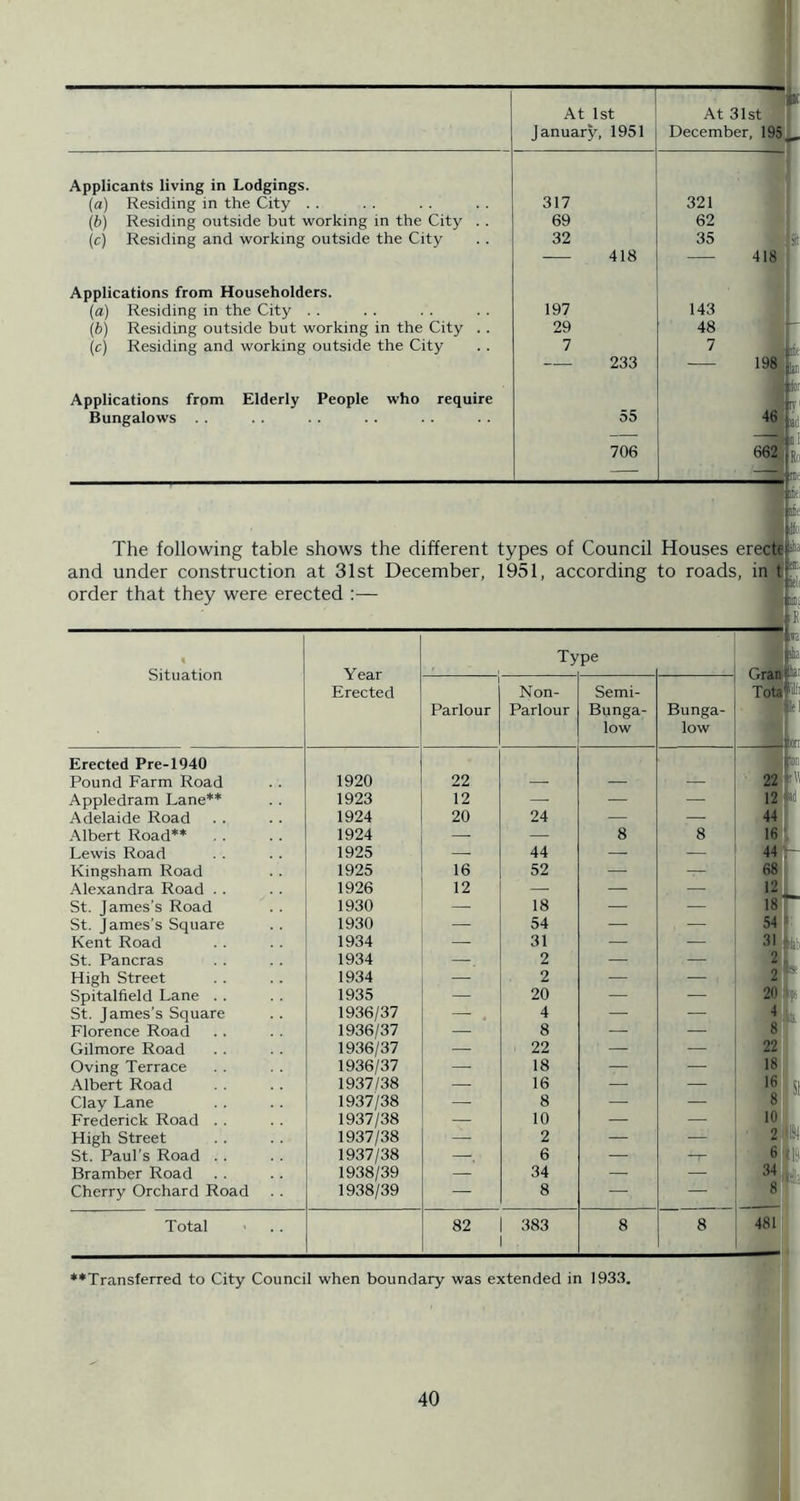 At 1st At 31st
January, 1951 December, 195
Applicants living in Lodgings.
(a) Residing in the City . . . . . . . . 317 321
(b) Residing outside but working in the City . . 69 62
(c) Residing and working outside the City . . 32 35
— 418 — 418
Applications from Householders.
(a) Residing in the City . . . . . . . . 197 143
(b) Residing outside but working in the City . . 29 48
(c) Residing and working outside the City . . 7 7
— 233 — 198
Applications from Elderly People who require
Bungalows . . . . . . . . . . . . 55 46
706 662
The following table shows the different types of Council Houses erecte
and under construction at 31st December, 1951, according to roads, in t
order that they were erected :—
Situation Year Erected Type Gran Tota
Parlour Non-Parlour Semi-Bunga-low Bunga-low
Erected Pre-1940
Pound Farm Road . . 1920 22 — — — 22
Appledram Lane** . . 1923 12 — — — 12
Adelaide Road . . . . 1924 20 24 — — 44
Albert Road** . . . . 1924 — — 8 8 16
Lewis Road . . . . 1925 — 44 — — 44
Kingsham Road . . 1925 16 52 — — 68
Alexandra Road . . . . 1926 12 — — — 12
St. James's Road . . 1930 — 18 — — 18
St. James's Square . . 1930 — 54 — — 54
Kent Road . . . . 1934 — 31 — — 31
St. Pancras . . . . 1934 — 2 — — 2
High Street . . . . 1934 — 2 — — 2
Spitalfield Lane . . . . 1935 — 20 — — 20
St. James's Square . . 1936/37 — 4 — — 4
Florence Road . . . . 1936/37 — 8 — — 8
Gilmore Road . . . . 1936/37 — 22 — — 22
Oving Terrace . . . . 1936/37 — 18 — — 18
Albert Road . . . . 1937/38 — 16 — — 16
Clay Lane . . . . 1937/38 — 8 — — 8
Frederick Road . . . . 1937/38 — 10 — — 10
High Street . . . . 1937/38 — 2 — — 2
St. Paul's Road . . . . 1937/38 — 6 — — 6
Bramber Road . . . . 1938/39 — 34 — — 34
Cherry Orchard Road . . 1938/39 — 8 — — 8
Total . . 82 383 8 8 481
**Transferred to City Council when boundary was extended in 1933.
40